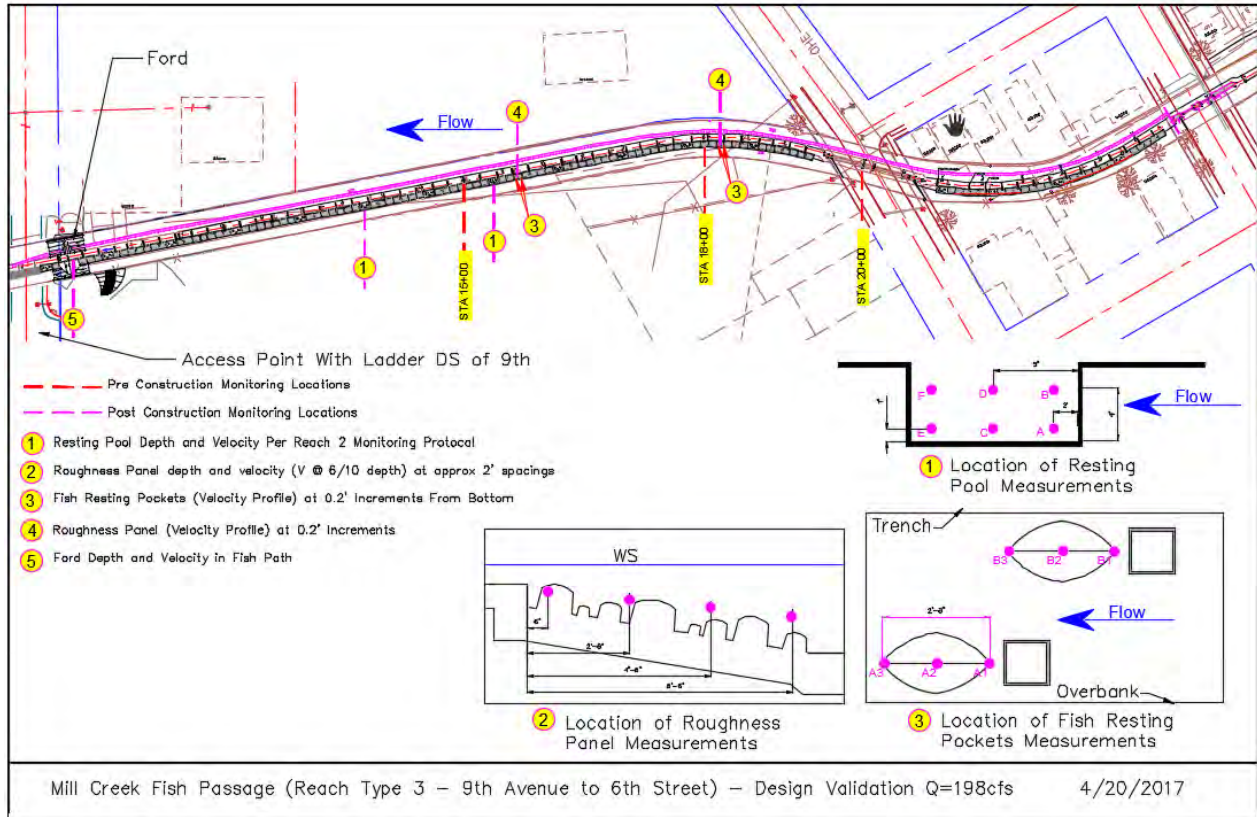 Ford
OHE
4
4
Flow
3
3
1
1
STA 15+00
STA 18+00
STA 20+00
5
Access Point With Ladder DS of 9th
Pre Construction Monitoring Locations
Post Construction Monitoring Locations
1 Resting Pool Depth and Velocity Per Reach 2 Monitoring Protocal
2 Roughness Panel depth and velocity (V @ 6/10 depth) at approx 2' spacings
3 Fish Resting Pockets (Velocity Profile) at 0.2' Increments From Bottom
4 Roughness Panel (Velocity Profile) at 0.2' Increments
5 Ford Depth and Velocity in Fish Path
F D B
E C A
2'
Flow
1 Location of Resting
Pool Measurements
WS
6"
2'-6"
4'-6"
2 Location of Roughness
Panel Measurements
Trench
B3 B2 B1
Flow
A3 A2 A1
Overbank
3 Location of Fish Resting
Pockets Measurements
Mill Creek Fish Passage (Reach Type 3 - 9th Avenue to 6th Street) - Design Validation Q=198cfs 4/20/2017